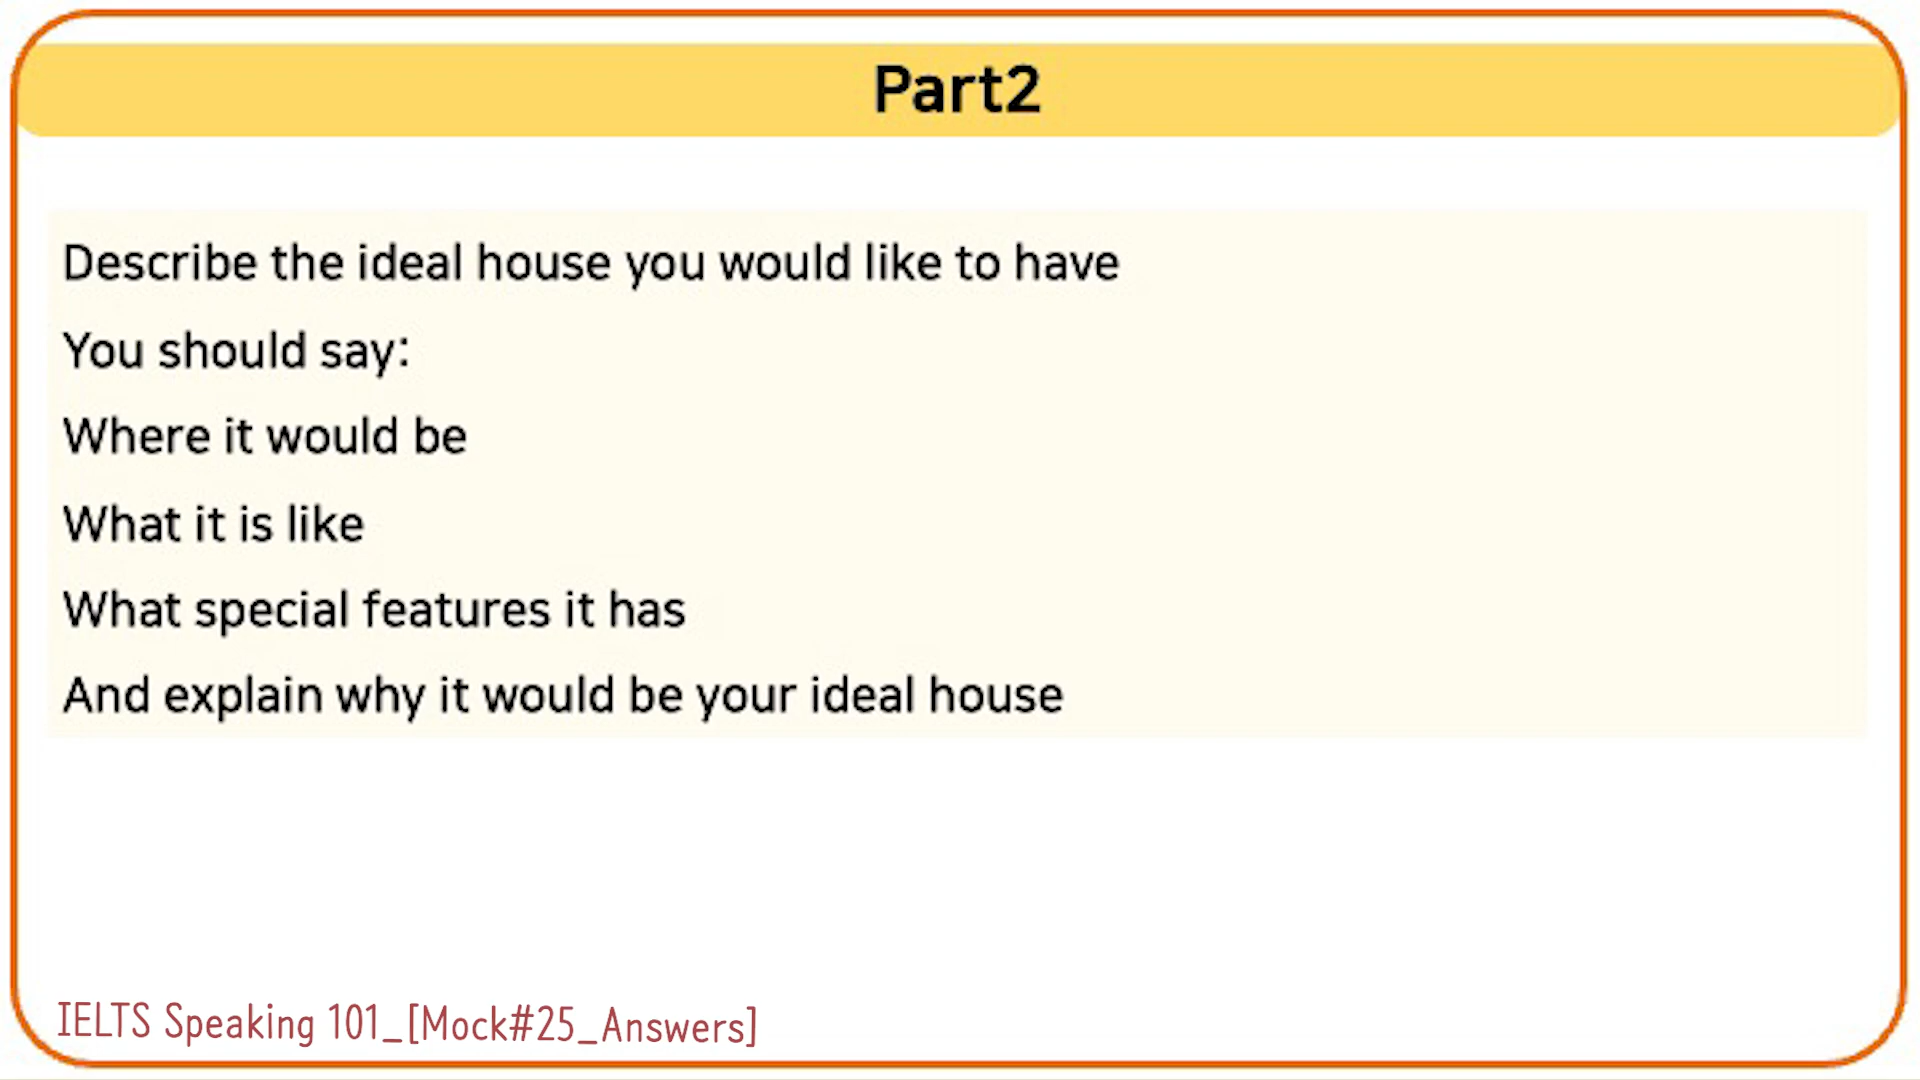 Part2
Describe the ideal house you would like to have
You should say:
Where it would be
What it is like
What special features it has
And explain why it would be your ideal house
IELTS Speaking 101_[Mock#25_Answers]